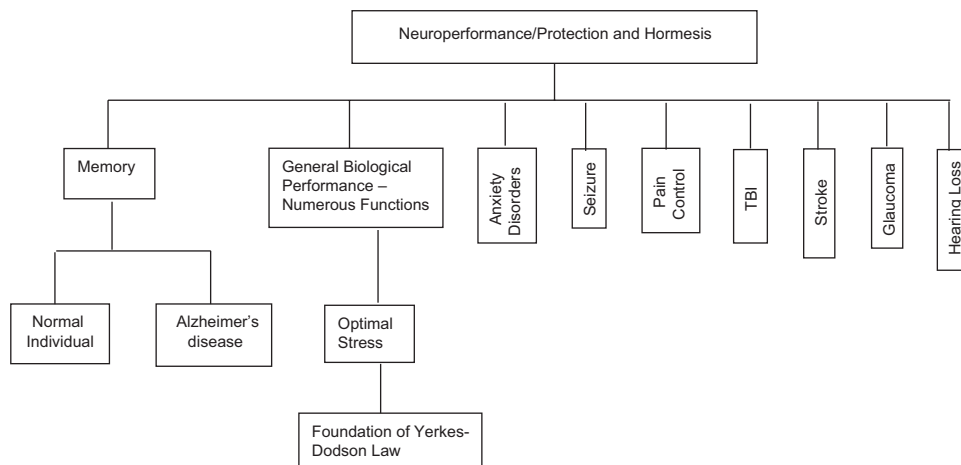 Neuroperformance/Protection and Hormesis
Memory
General Biological
Performance –
Numerous Functions
Anxiety
Disorders
Seizure
Pain
Control
TBI
Stroke
Glaucoma
Hearing Loss
Normal
Individual
Alzheimer’s
disease
Optimal
Stress
Foundation of Yerkes-
Dodson Law